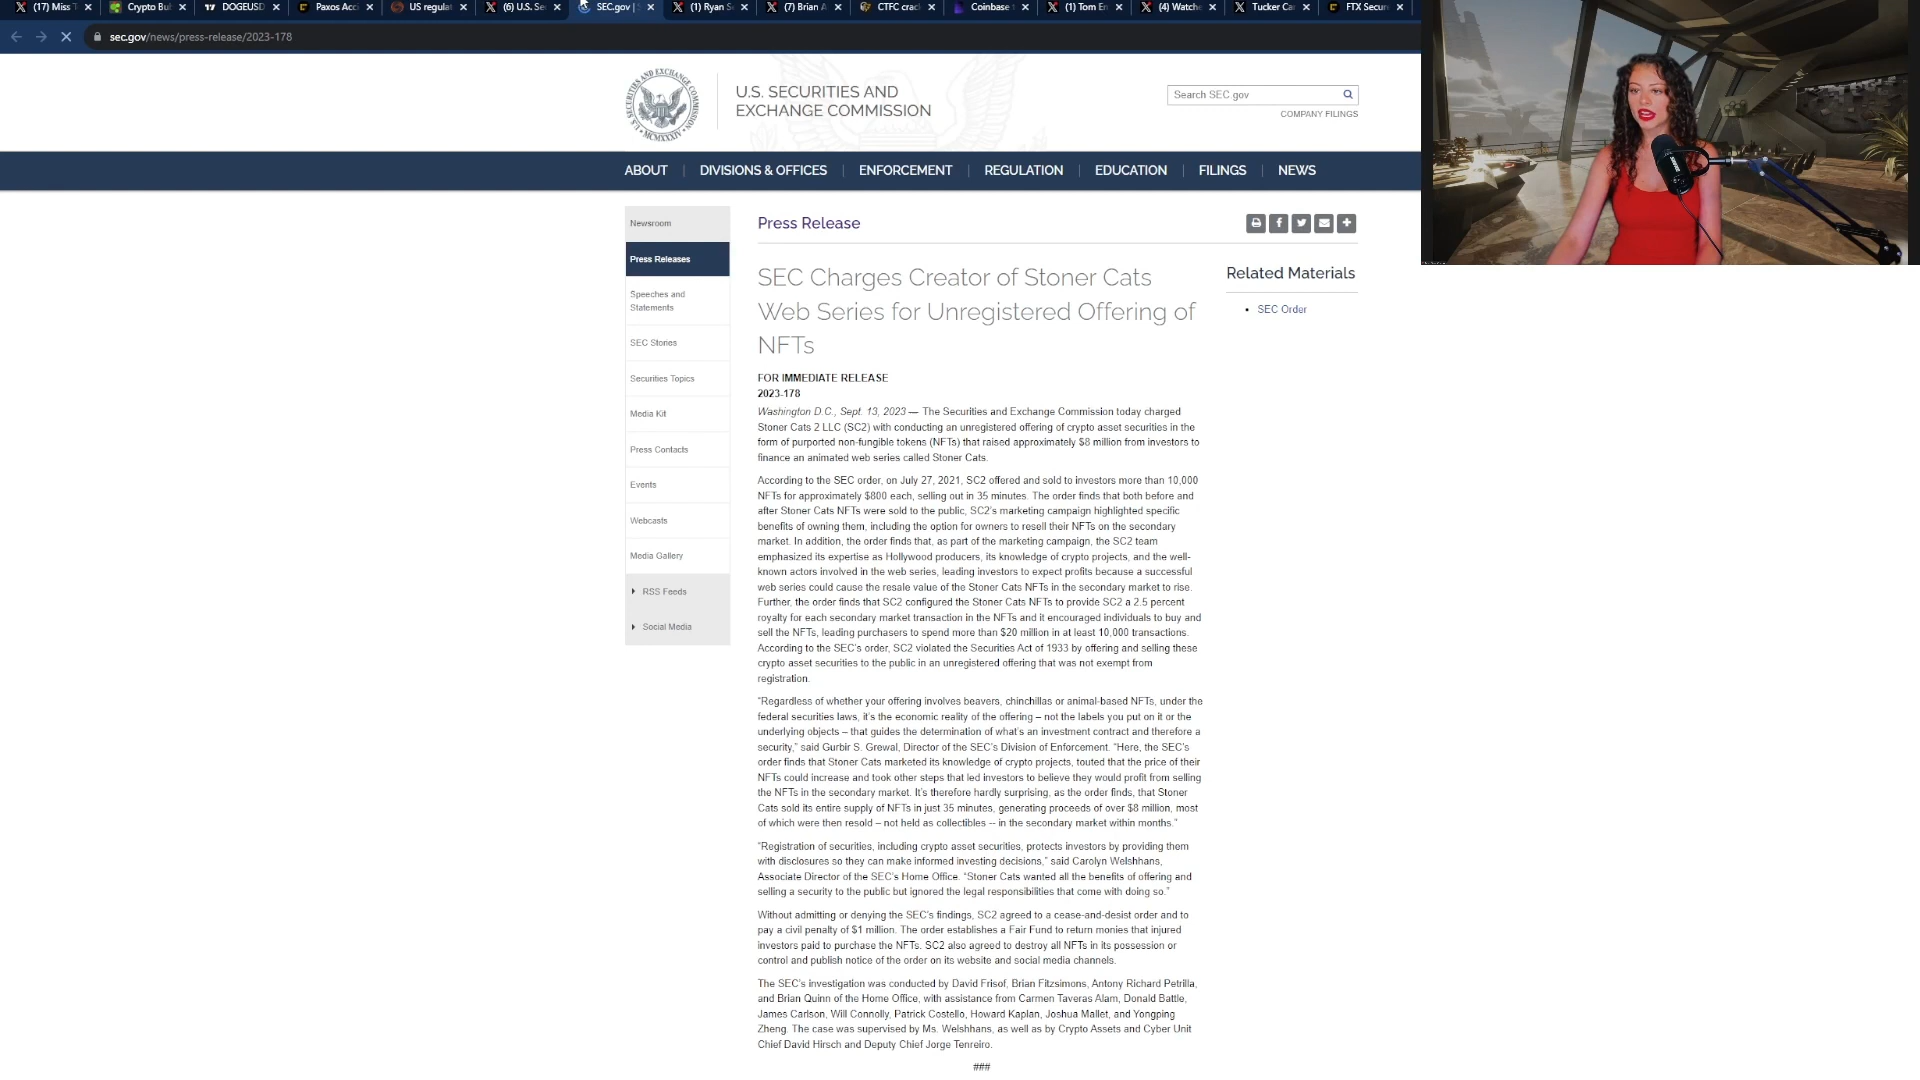 (17) Miss T
Crypto Bu
DOGEUSD
Paxos Acci
US regulat
(6) U.S. Se
SEC.gov |
(1) Ryan S
(7) Brian A
CTFC crac
Coinbase
(1) Tom E
(4) Watch
Tucker Ca
FTX Secur
sec.gov/news/press-release/2023-178
U.S. SECURITIES AND
EXCHANGE COMMISSION
Search SEC.gov
COMPANY FILINGS
ABOUT
DIVISIONS & OFFICES
ENFORCEMENT
REGULATION
EDUCATION
FILINGS
NEWS
Newsroom
Press Releases
Speeches and
Statements
SEC Stories
Securities Topics
Media Kit
Press Contacts
Events
Webcasts
Media Gallery
RSS Feeds
Social Media
Press Release
SEC Charges Creator of Stoner Cats
Web Series for Unregistered Offering of
NFTs
FOR IMMEDIATE RELEASE
2023-178
Washington D.C., Sept. 13, 2023 — The Securities and Exchange Commission today charged
Stoner Cats 2 LLC (SC2) with conducting an unregistered offering of crypto asset securities in the
form of purported non-fungible tokens (NFTs) that raised approximately $8 million from investors to
finance an animated web series called Stoner Cats.
According to the SEC order, on July 27, 2021, SC2 offered and sold to investors more than 10,000
NFTs for approximately $800 each, selling out in 35 minutes. The order finds that both before and
after Stoner Cats NFTs were sold to the public, SC2's marketing campaign highlighted specific
benefits of owning them, including the option for owners to resell their NFTs on the secondary
market. In addition, the order finds that, as part of the marketing campaign, the SC2 team
emphasized its expertise as Hollywood producers, its knowledge of crypto projects, and the well-
known actors involved in the web series, leading investors to expect profits because a successful
web series could cause the resale value of the Stoner Cats NFTs in the secondary market to rise.
Further, the order finds that SC2 configured the Stoner Cats NFTs to provide SC2 a 2.5 percent
royalty for each secondary market transaction in the NFTs and it encouraged individuals to buy and
sell the NFTs, leading purchasers to spend more than $20 million in at least 10,000 transactions.
According to the SEC's order, SC2 violated the Securities Act of 1933 by offering and selling these
crypto asset securities to the public in an unregistered offering that was not exempt from
registration.
"Regardless of whether your offering involves beavers, chinchillas or animal-based NFTs, under the
federal securities laws, it's the economic reality of the offering – not the labels you put on it or the
underlying objects – that guides the determination of what's an investment contract and therefore a
security," said Gurbir S. Grewal, Director of the SEC's Division of Enforcement. "Here, the SEC's
order finds that Stoner Cats marketed its knowledge of crypto projects, touted that the price of their
NFTs could increase and took other steps that led investors to believe they would profit from selling
the NFTs in the secondary market. It's therefore hardly surprising, as the order finds, that Stoner
Cats sold its entire supply of NFTs in just 35 minutes, generating proceeds of over $8 million, most
of which were then resold – not held as collectibles -- in the secondary market within months."
"Registration of securities, including crypto asset securities, protects investors by providing them
with disclosures so they can make informed investing decisions," said Carolyn Welshhans,
Associate Director of the SEC's Home Office. "Stoner Cats wanted all the benefits of offering and
selling a security to the public but ignored the legal responsibilities that come with doing so."
Without admitting or denying the SEC's findings, SC2 agreed to a cease-and-desist order and to
pay a civil penalty of $1 million. The order establishes a Fair Fund to return monies that injured
investors paid to purchase the NFTs. SC2 also agreed to destroy all NFTs in its possession or
control and publish notice of the order on its website and social media channels.
The SEC's investigation was conducted by David Frisof, Brian Fitzsimons, Antony Richard Petrilla,
and Brian Quinn of the Home Office, with assistance from Carmen Taveras Alam, Donald Battle,
James Carlson, Will Connolly, Patrick Costello, Howard Kaplan, Joshua Mallet, and Yongping
Zheng. The case was supervised by Ms. Welshhans, as well as by Crypto Assets and Cyber Unit
Chief David Hirsch and Deputy Chief Jorge Tenreiro.
###
Related Materials
• SEC Order